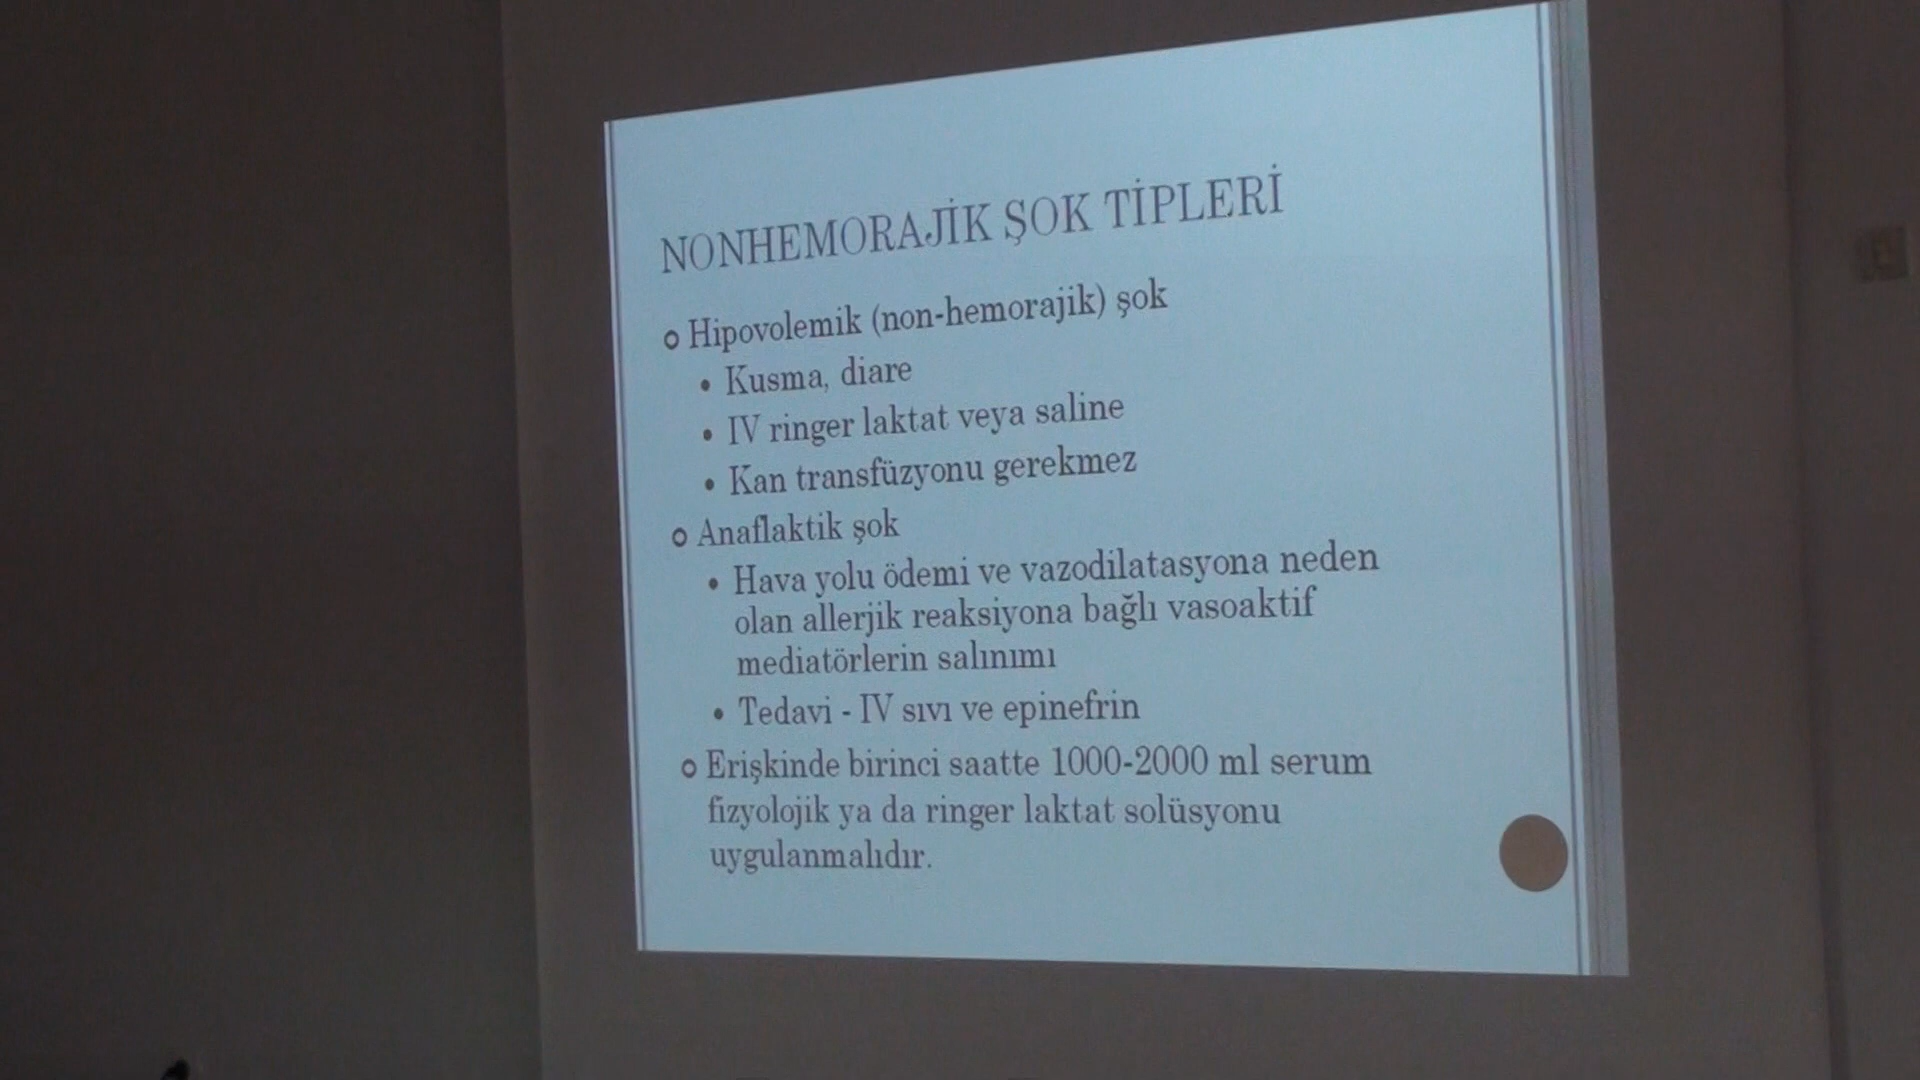 NONHEMORAJİK ŞOK TİPLERİ
Hipovolemik (non-hemorajik) şok
Kusma, diare
IV ringer laktat veya saline
Kan transfüzyonu gerekmez
Anaflaktik şok
Hava yolu ödemi ve vazodilatasyona neden
olan allerjik reaksiyona bağlı vasoaktif
mediatörlerin salınımı
Tedavi - IV sıvı ve epinefrin
Erişkinde birinci saatte 1000-2000 ml serum
fizyolojik ya da ringer laktat solüsyonu
uygulanmalıdır.